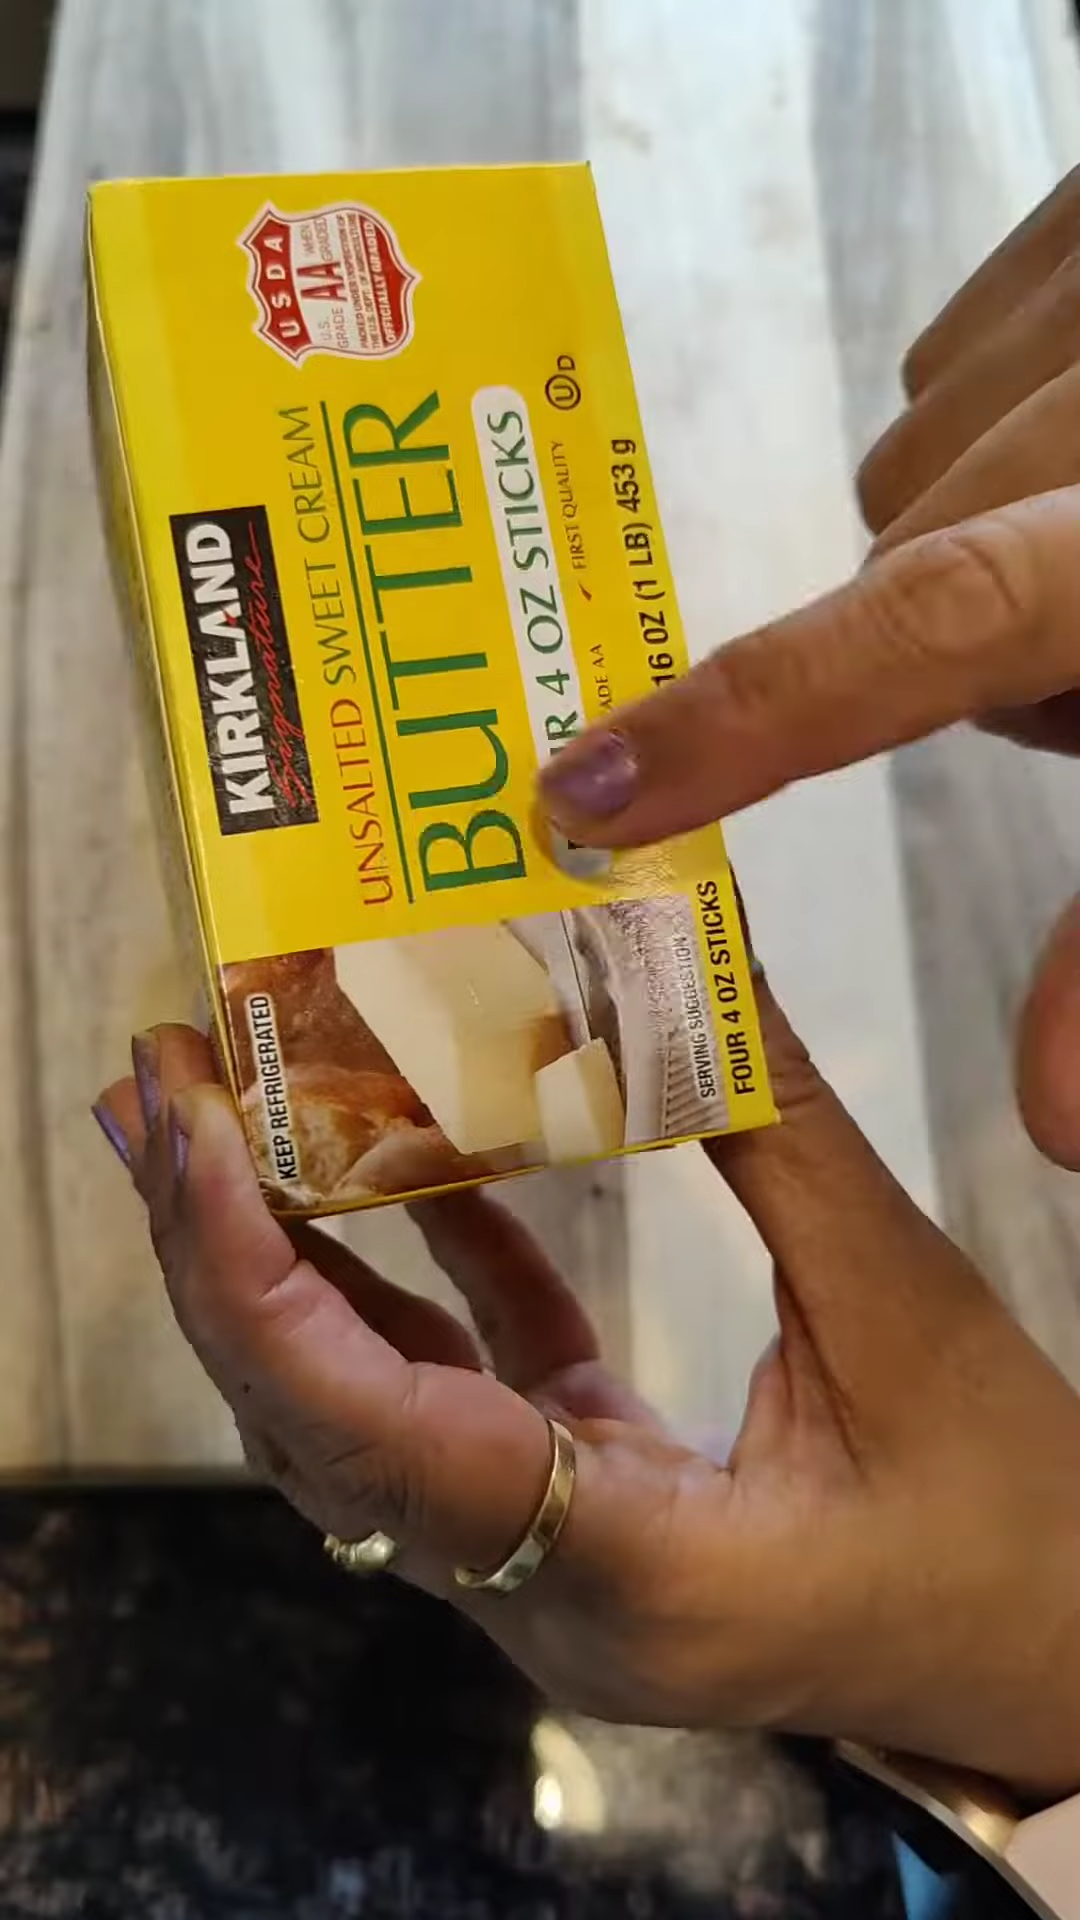 KIRKLAND
Signature
UNSALTED SWEET CREAM
BUTTER
R 4 OZ STICKS
ADE AA ✓ FIRST QUALITY
U D
16 OZ (1 LB) 453 g
USDA
U.S. GRADE AA WHEN GRADED
PACKED UNDER INSPECTION OF
THE U.S. DEPT. OF AGRICULTURE
OFFICIALLY GRADED
KEEP REFRIGERATED
SERVING SUGGESTION
FOUR 4 OZ STICKS